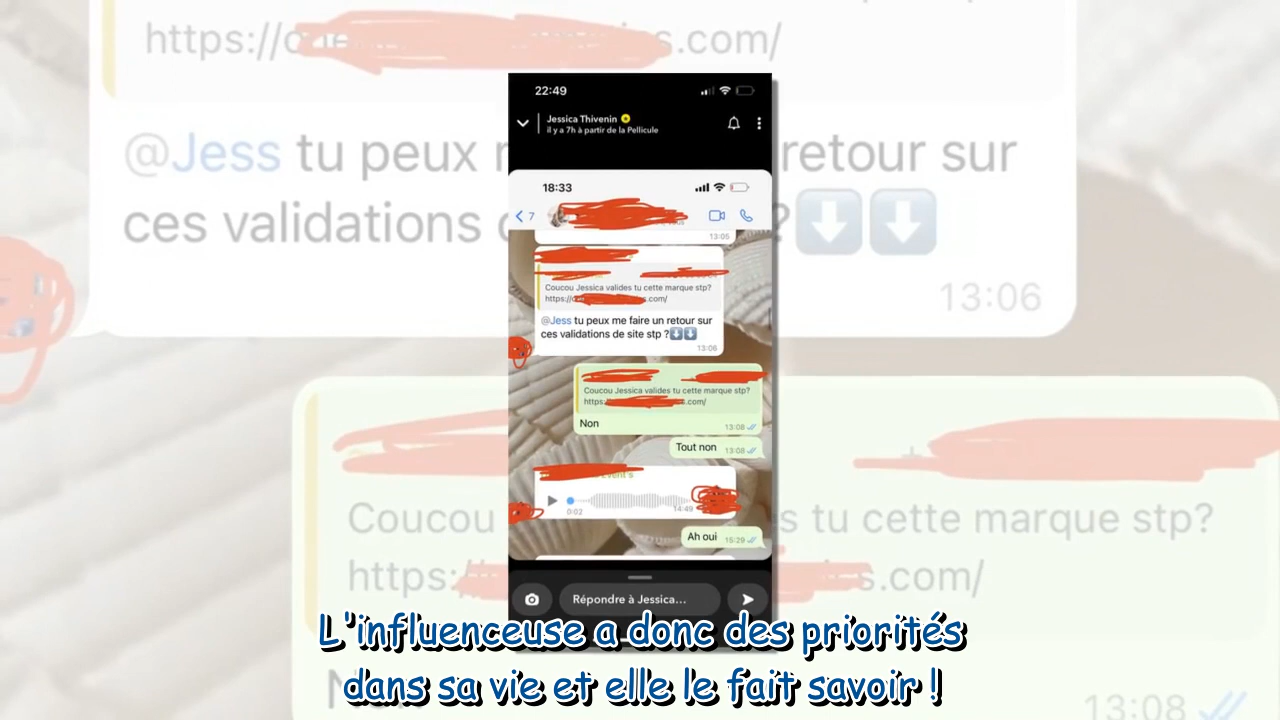 https://
s.com/
@Jess tu peux
retour sur
ces validations
?⬇️⬇️
13:06
22:49
Jessica Thivenin
il y a 7h à partir de la Pellicule
18:33
7
13:05
Coucou Jessica valides tu cette marque stp?
https:// s.com/
@Jess tu peux me faire un retour sur
ces validations de site stp ?⬇️⬇️
13:06
Coucou Jessica valides tu cette marque stp?
https: .com/
Non
13:08
Tout non 13:08
event's
0:02
14:49
Ah oui 15:29
Répondre à Jessica...
Coucou
s tu cette marque stp?
https:
s.com/
13:08
L'influenceuse a donc des priorités
dans sa vie et elle le fait savoir !